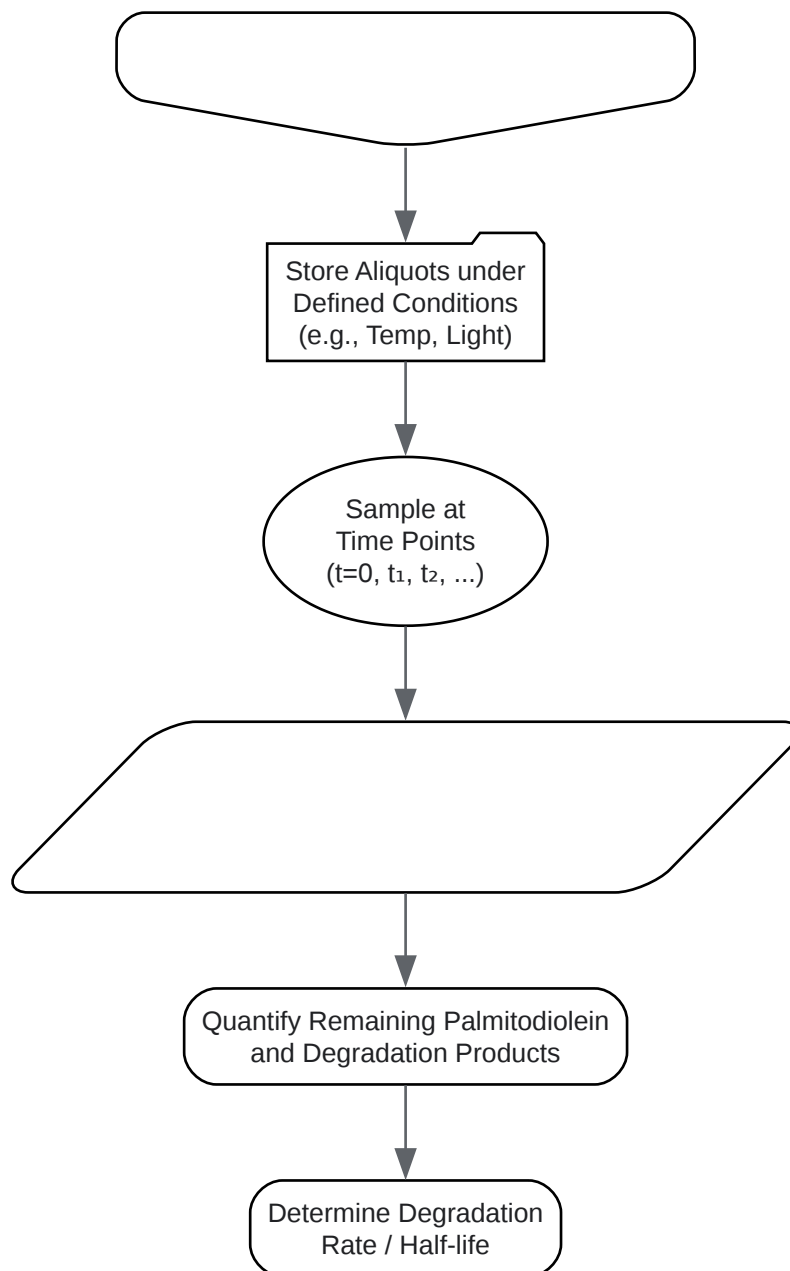 Store Aliquots under
Defined Conditions
(e.g., Temp, Light)
Sample at
Time Points
(t=0, t₁, t₂, ...)
Quantify Remaining Palmitodiolein
and Degradation Products
Determine Degradation
Rate / Half-life